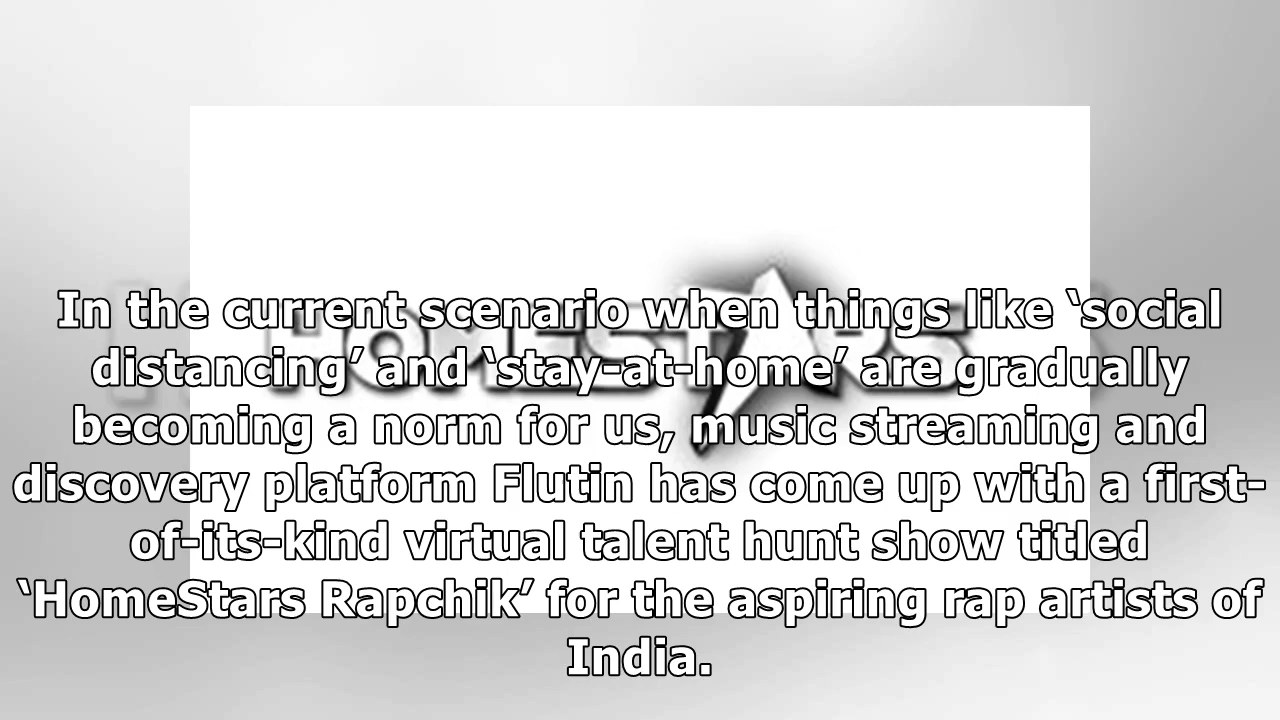 HOMESTARS
In the current scenario when things like ‘social
distancing’ and ‘stay-at-home’ are gradually
becoming a norm for us, music streaming and
discovery platform Flutin has come up with a first-
of-its-kind virtual talent hunt show titled
‘HomeStars Rapchik’ for the aspiring rap artists of
India.